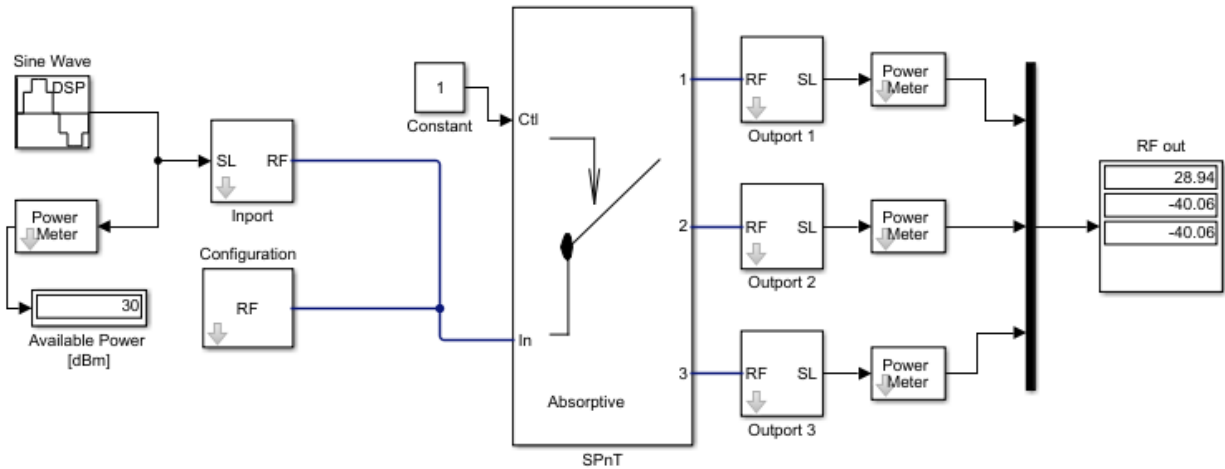 Sine Wave
DSP
SL RF
Inport
Power
Meter
30
Available Power
[dBm]
Configuration
RF
1
Constant
Ctl
In
1
2
3
Absorptive
SPnT
RF SL
Outport 1
Power
Meter
RF SL
Outport 2
Power
Meter
RF SL
Outport 3
Power
Meter
RF out
28.94
-40.06
-40.06